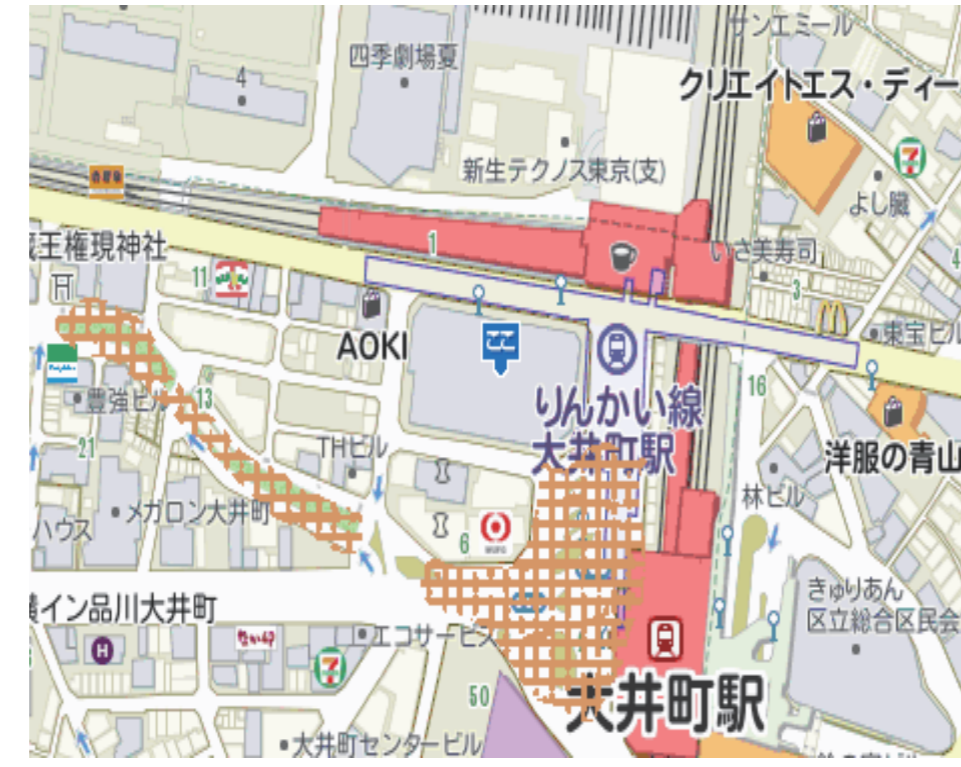 サンエミール
四季劇場夏
4
クリエイトエス・ディー
新生テクノス東京(支)
よし臓
王権現神社
1
いさ美寿司
11
3
4
AOKI
ここ
東宝ビル
りんかい線
大井町駅
16
豊強ビル
13
洋服の青山
21
THビル
林ビル
ハウス
メガロン大井町
6
きゅりあん
区立総合区民会
イン品川大井町
なか卯
エコサービス
H
50
大井町駅
大井町センタービル